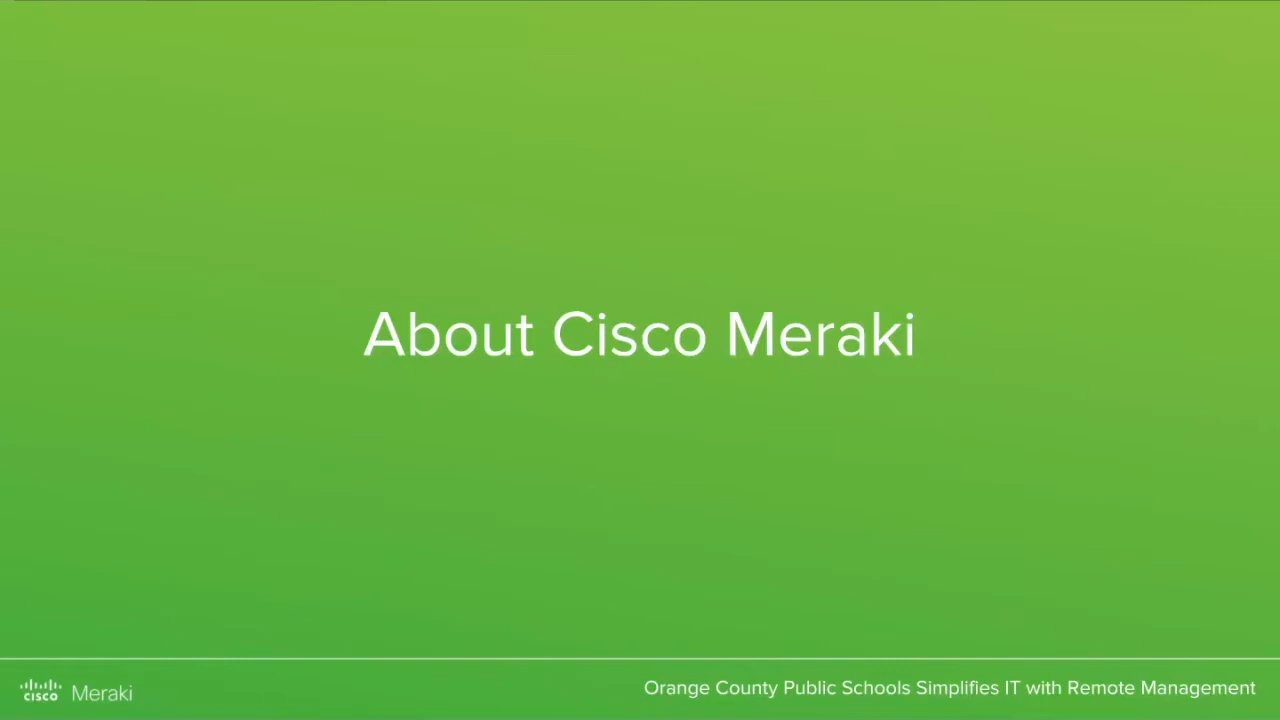 About Cisco Meraki
CISCO Meraki
Orange County Public Schools Simplifies IT with Remote Management